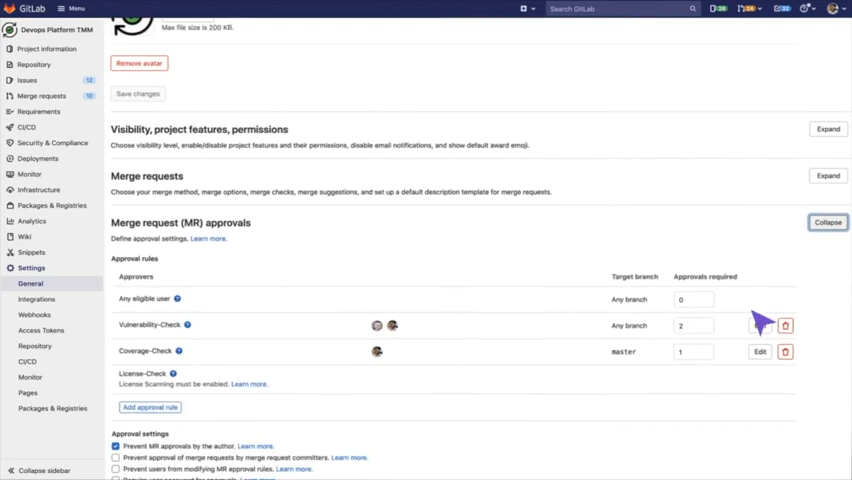 GitLab
Menu
Search GitLab
Devops Platform TMM
Project information
Repository
Issues 12
Merge requests 10
Requirements
CI/CD
Security & Compliance
Deployments
Monitor
Infrastructure
Packages & Registries
Analytics
Wiki
Snippets
Settings
General
Integrations
Webhooks
Access Tokens
Repository
CI/CD
Monitor
Pages
Packages & Registries
Collapse sidebar
Max file size is 200 KB.
Remove avatar
Save changes
Visibility, project features, permissions
Expand
Choose visibility level, enable/disable project features and their permissions, disable email notifications, and show default award emoji.
Merge requests
Expand
Choose your merge method, merge options, merge checks, merge suggestions, and set up a default description template for merge requests.
Merge request (MR) approvals
Collapse
Define approval settings. Learn more.
Approval rules
Approvers Target branch Approvals required
Any eligible user ? Any branch 0
Vulnerability-Check ? Any branch 2
Coverage-Check ? master 1 Edit
License-Check ?
License Scanning must be enabled. Learn more.
Add approval rule
Approval settings
Prevent MR approvals by the author. Learn more.
Prevent approval of merge requests by merge request committers. Learn more.
Prevent users from modifying MR approval rules. Learn more.